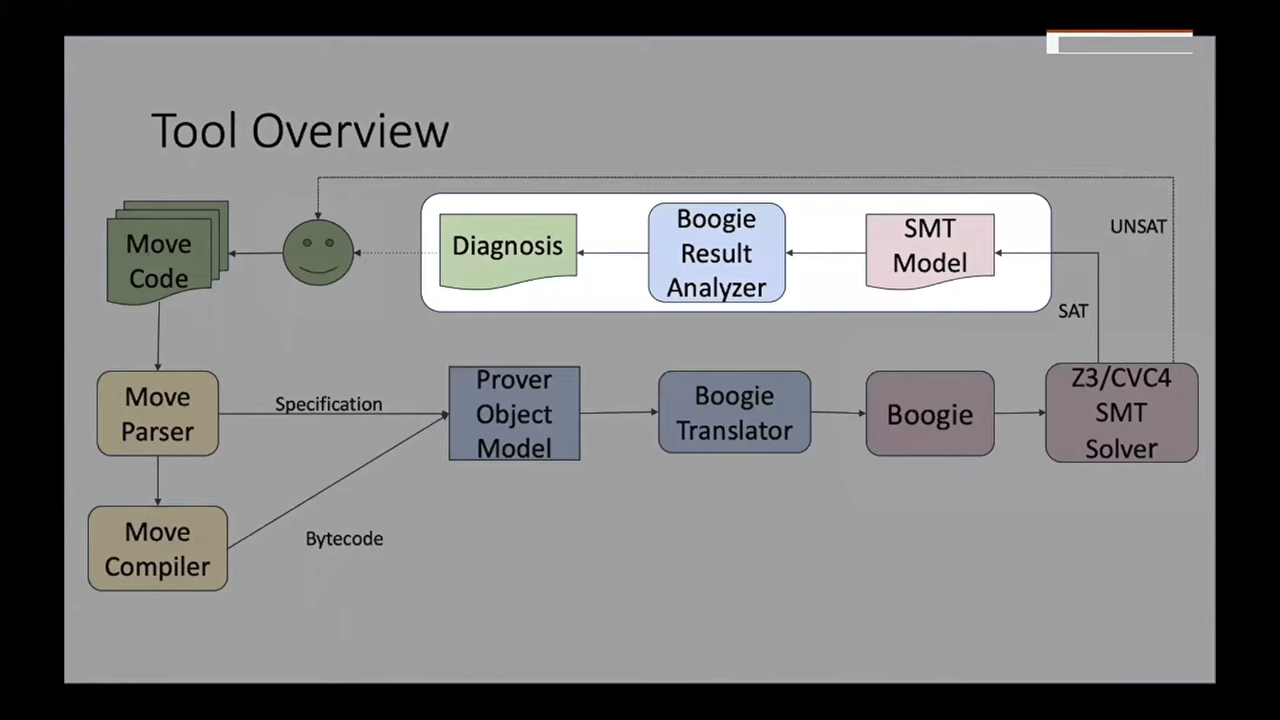 Tool Overview
Move
Code
Diagnosis
Boogie
Result
Analyzer
SMT
Model
UNSAT
SAT
Move
Parser
Specification
Prover
Object
Model
Boogie
Translator
Boogie
Z3/CVC4
SMT
Solver
Move
Compiler
Bytecode